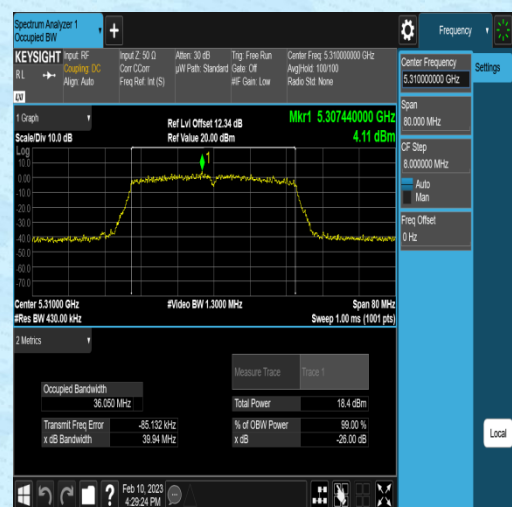 Spectrum Analyzer 1
Occupied BW
+
Frequency
KEYSIGHT
R L
Input: RF
Coupling: DC
Align: Auto
Input Z: 50 Ω
Corr CCorr
Freq Ref: Int (S)
Atten: 30 dB
µW Path: Standard
Trig: Free Run
Gate: Off
#IF Gain: Low
Center Freq: 5.310000000 GHz
Avg|Hold: 100/100
Radio Std: None
Center Frequency
5.310000000 GHz
Settings
Span
80.000 MHz
CF Step
8.000000 MHz
Auto
Man
Freq Offset
0 Hz
Local
1 Graph
Scale/Div 10.0 dB
Ref Lvl Offset 12.34 dB
Ref Value 20.00 dBm
Mkr1 5.307440000 GHz
4.11 dBm
Log
10.0
0.00
-10.0
-20.0
-30.0
-40.0
-50.0
-60.0
-70.0
1
Center 5.31000 GHz
#Res BW 430.00 kHz
#Video BW 1.3000 MHz
Span 80 MHz
Sweep 1.00 ms (1001 pts)
2 Metrics
Measure Trace
Trace 1
Occupied Bandwidth
36.050 MHz
Total Power
18.4 dBm
Transmit Freq Error
-85.132 kHz
% of OBW Power
99.00 %
x dB Bandwidth
39.94 MHz
x dB
-26.00 dB
?
Feb 10, 2023
4:29:24 PM